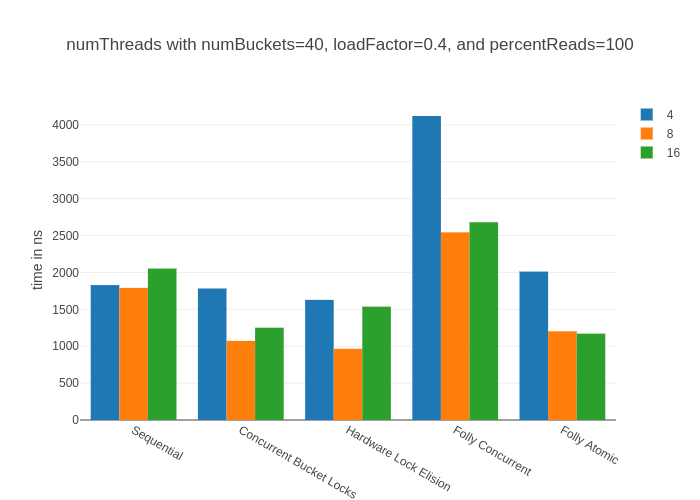 numThreads with numBuckets=40, loadFactor=0.4, and percentReads=100
4
8
16
time in ns
4000
3500
3000
2500
2000
1500
1000
500
0
Sequential
Concurrent Bucket Locks
Hardware Lock Elision
Folly Concurrent
Folly Atomic